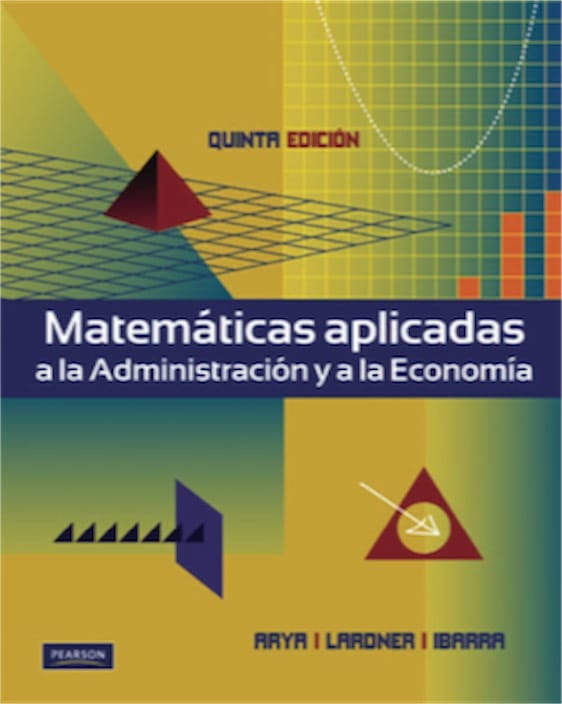 QUINTA EDICIÓN
Matemáticas aplicadas
a la Administración y a la Economía
ARYA | LARDNER | IBARRA
PEARSON